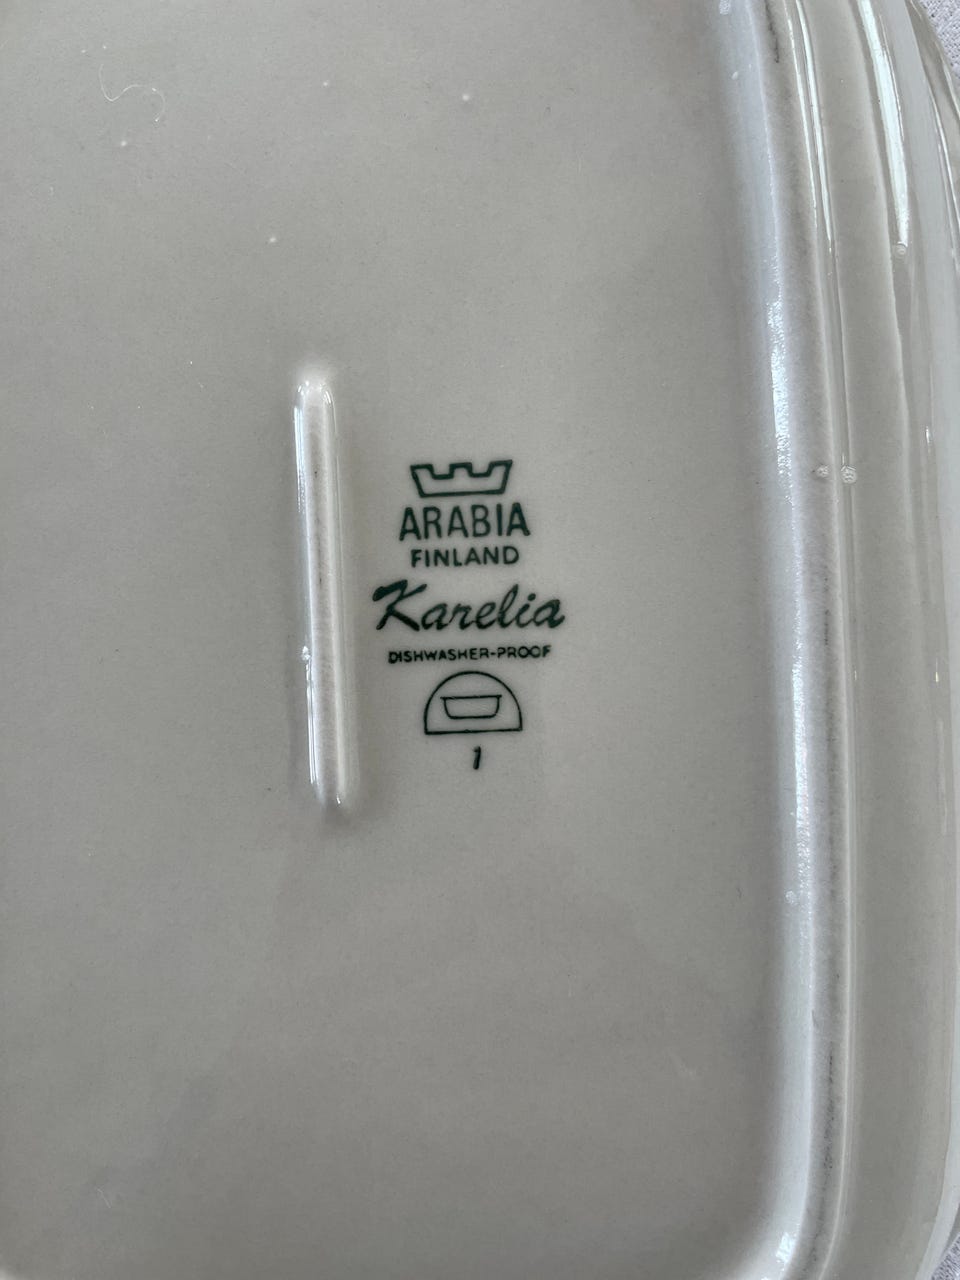 ARABIA
FINLAND
Karelia
DISHWASHER-PROOF
1